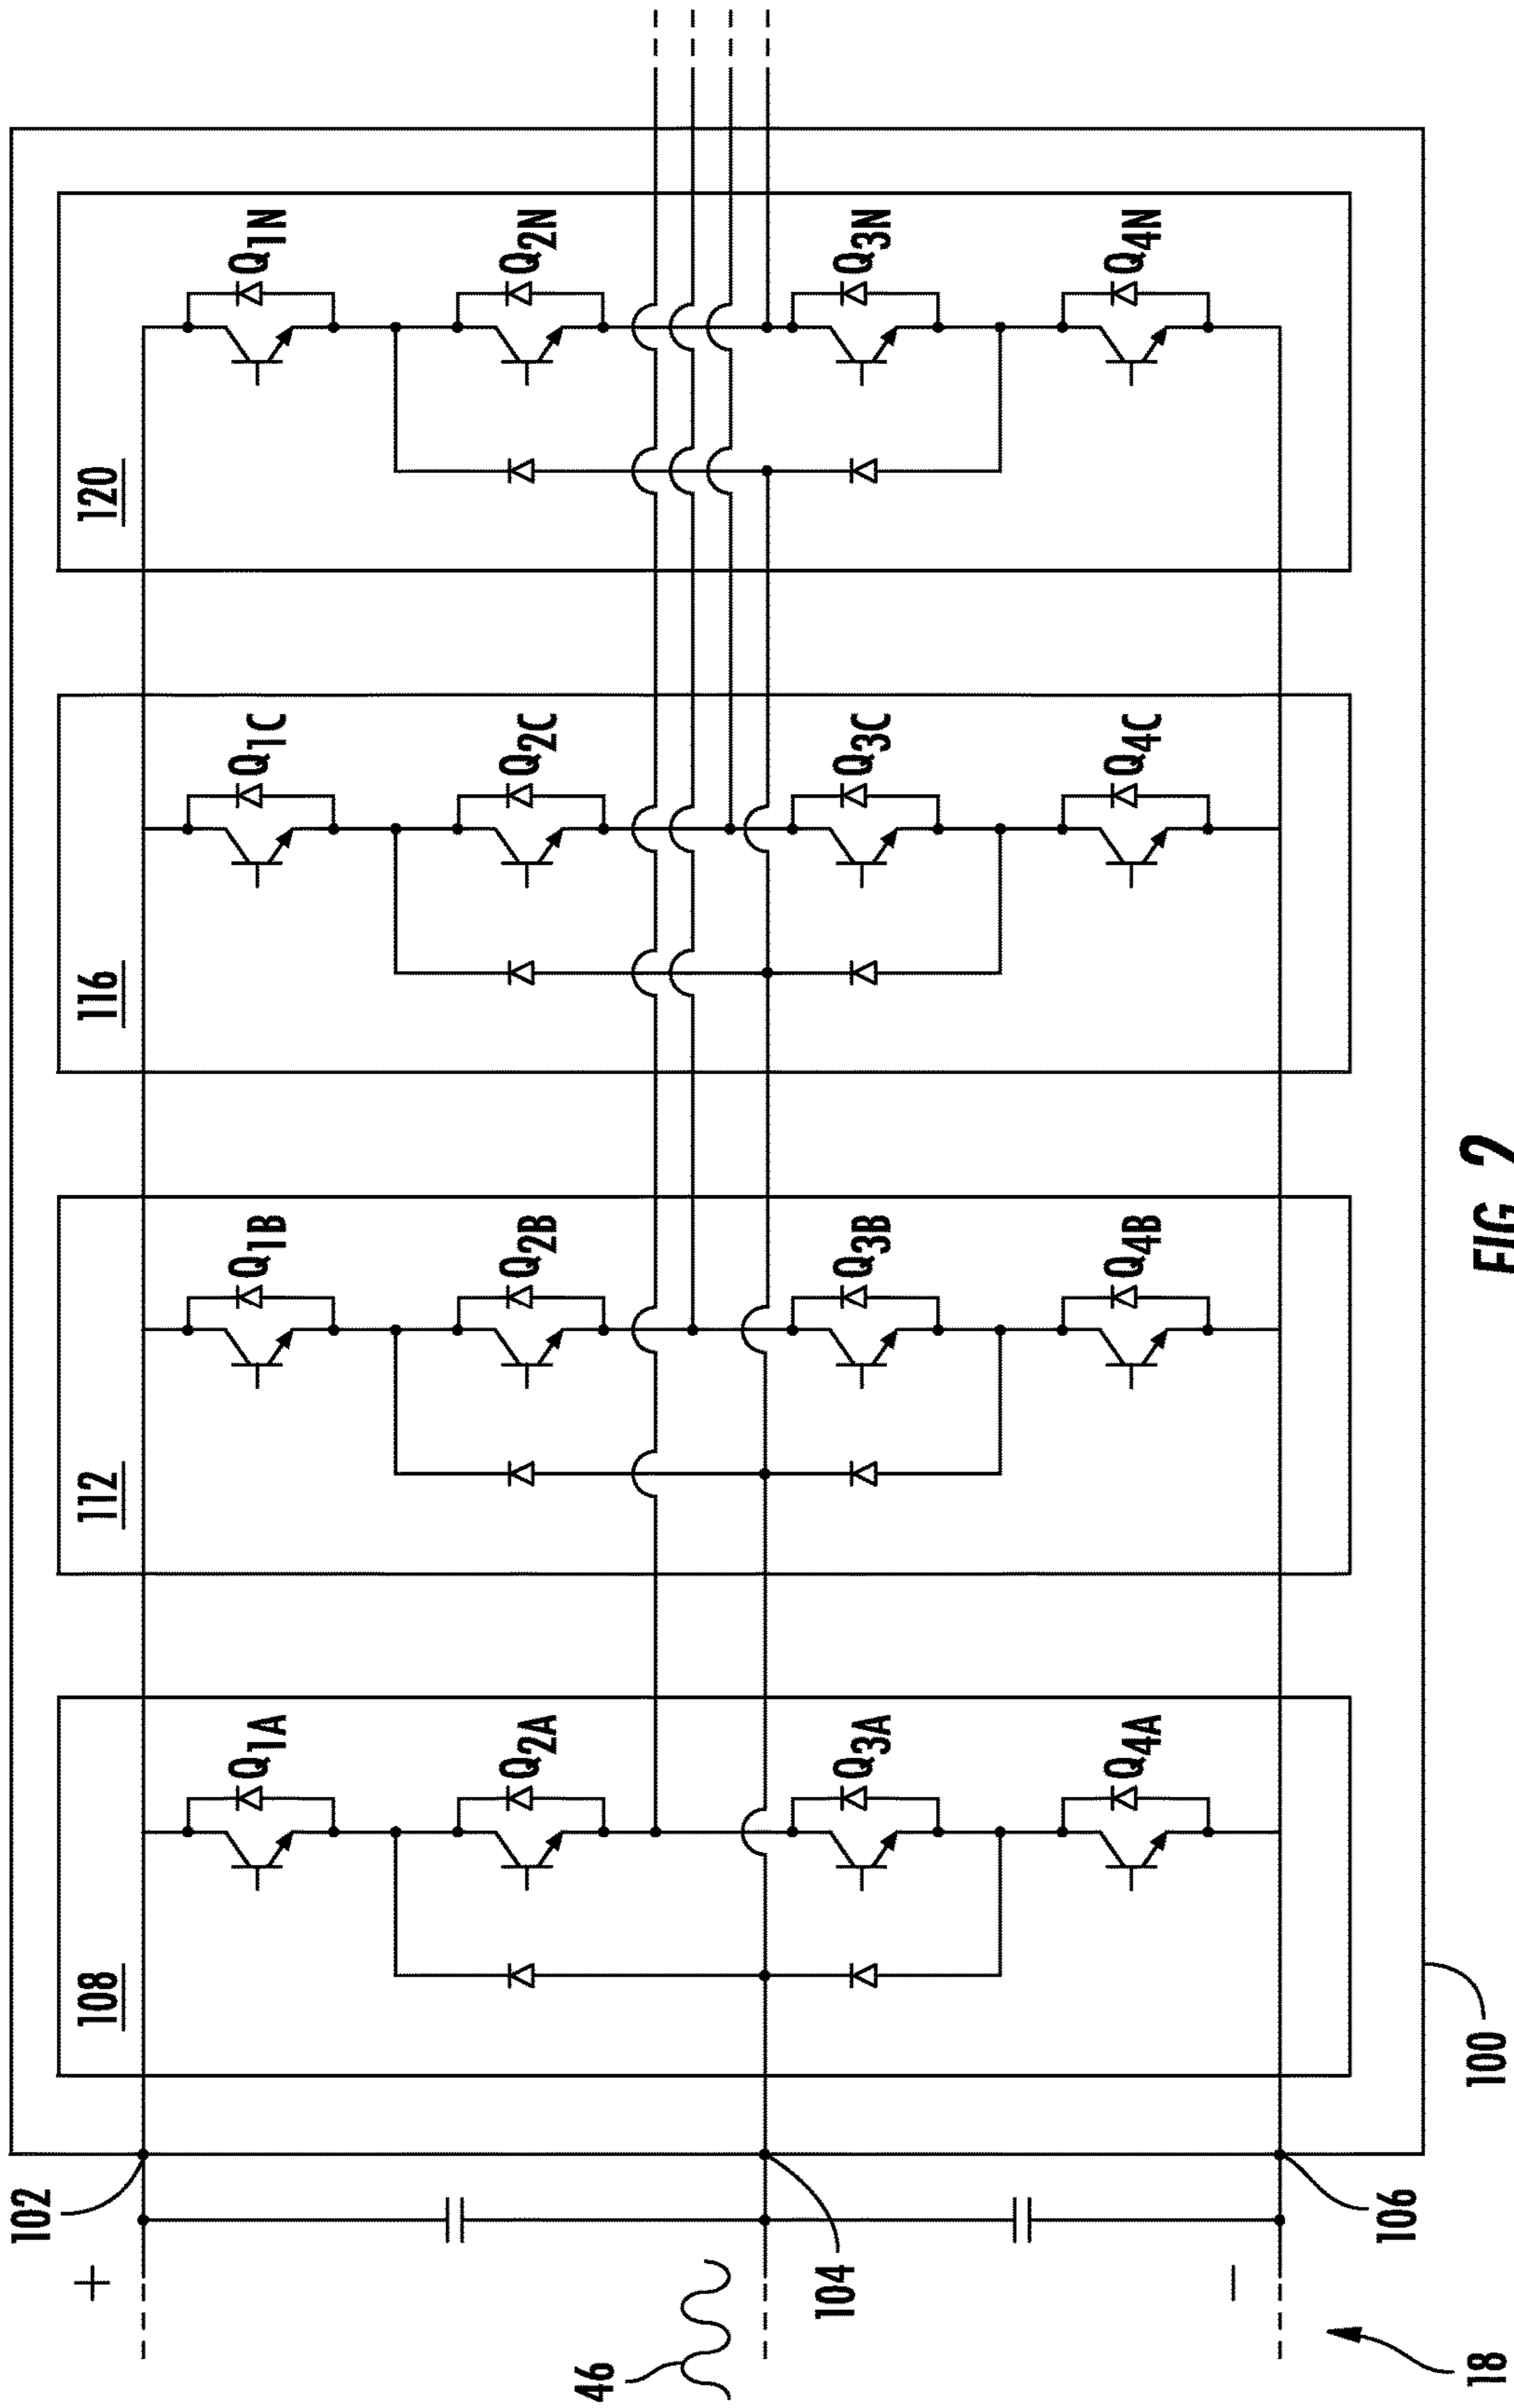 102
+
46
104
−
106
18
100
108
Q1A
Q2A
Q3A
Q4A
112
Q1B
Q2B
Q3B
Q4B
116
Q1C
Q2C
Q3C
Q4C
120
Q1N
Q2N
Q3N
Q4N
FIG. 2